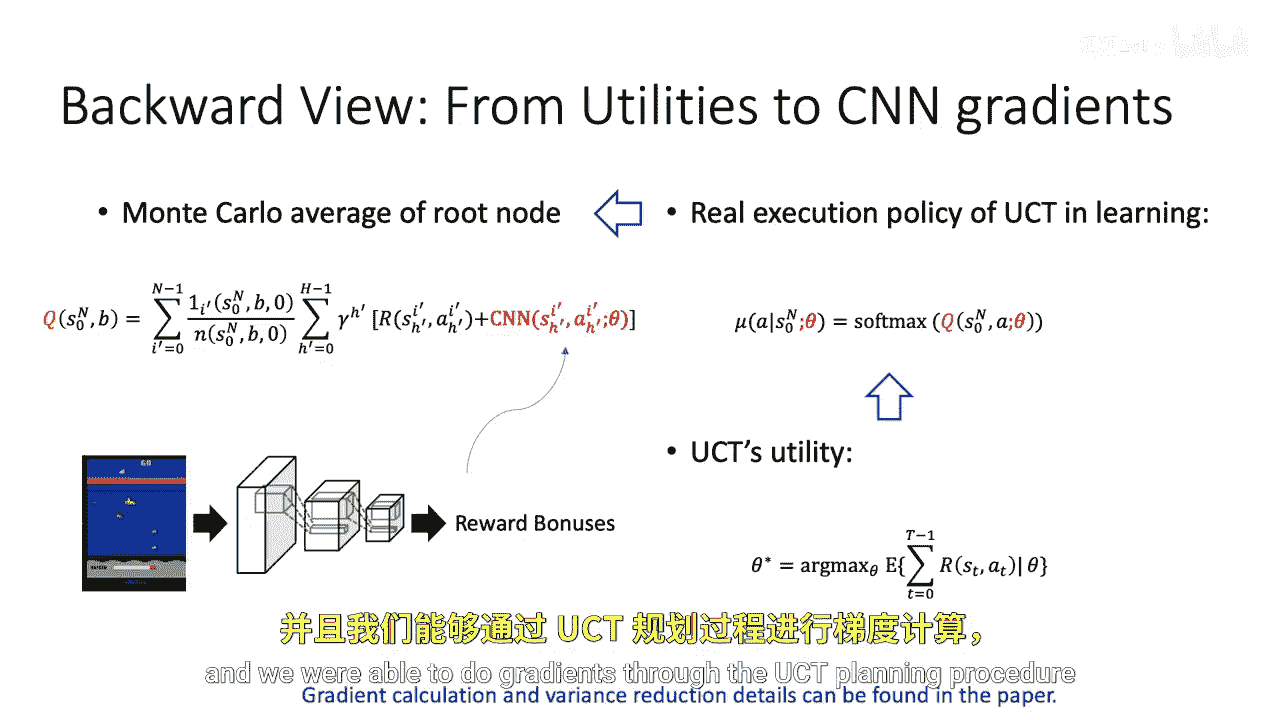 Backward View: From Utilities to CNN gradients
• Monte Carlo average of root node
Q(s_0^N, b) = \sum_{i'=0}^{N-1} \frac{1_{i'}(s_0^N, b, 0)}{n(s_0^N, b, 0)} \sum_{h'=0}^{H-1} γ^{h'} [R(s_{h'}^{i'}, a_{h'}^{i'})+CNN(s_{h'}^{i'}, a_{h'}^{i'};θ)]
Reward Bonuses
• Real execution policy of UCT in learning:
μ(a|s_0^N;θ) = softmax (Q(s_0^N, a;θ))
• UCT’s utility:
θ* = argmax_θ E{\sum_{t=0}^{T-1} R(s_t, a_t)| θ}
并且我们能够通过 UCT 规划过程进行梯度计算，
and we were able to do gradients through the UCT planning procedure
Gradient calculation and variance reduction details can be found in the paper.